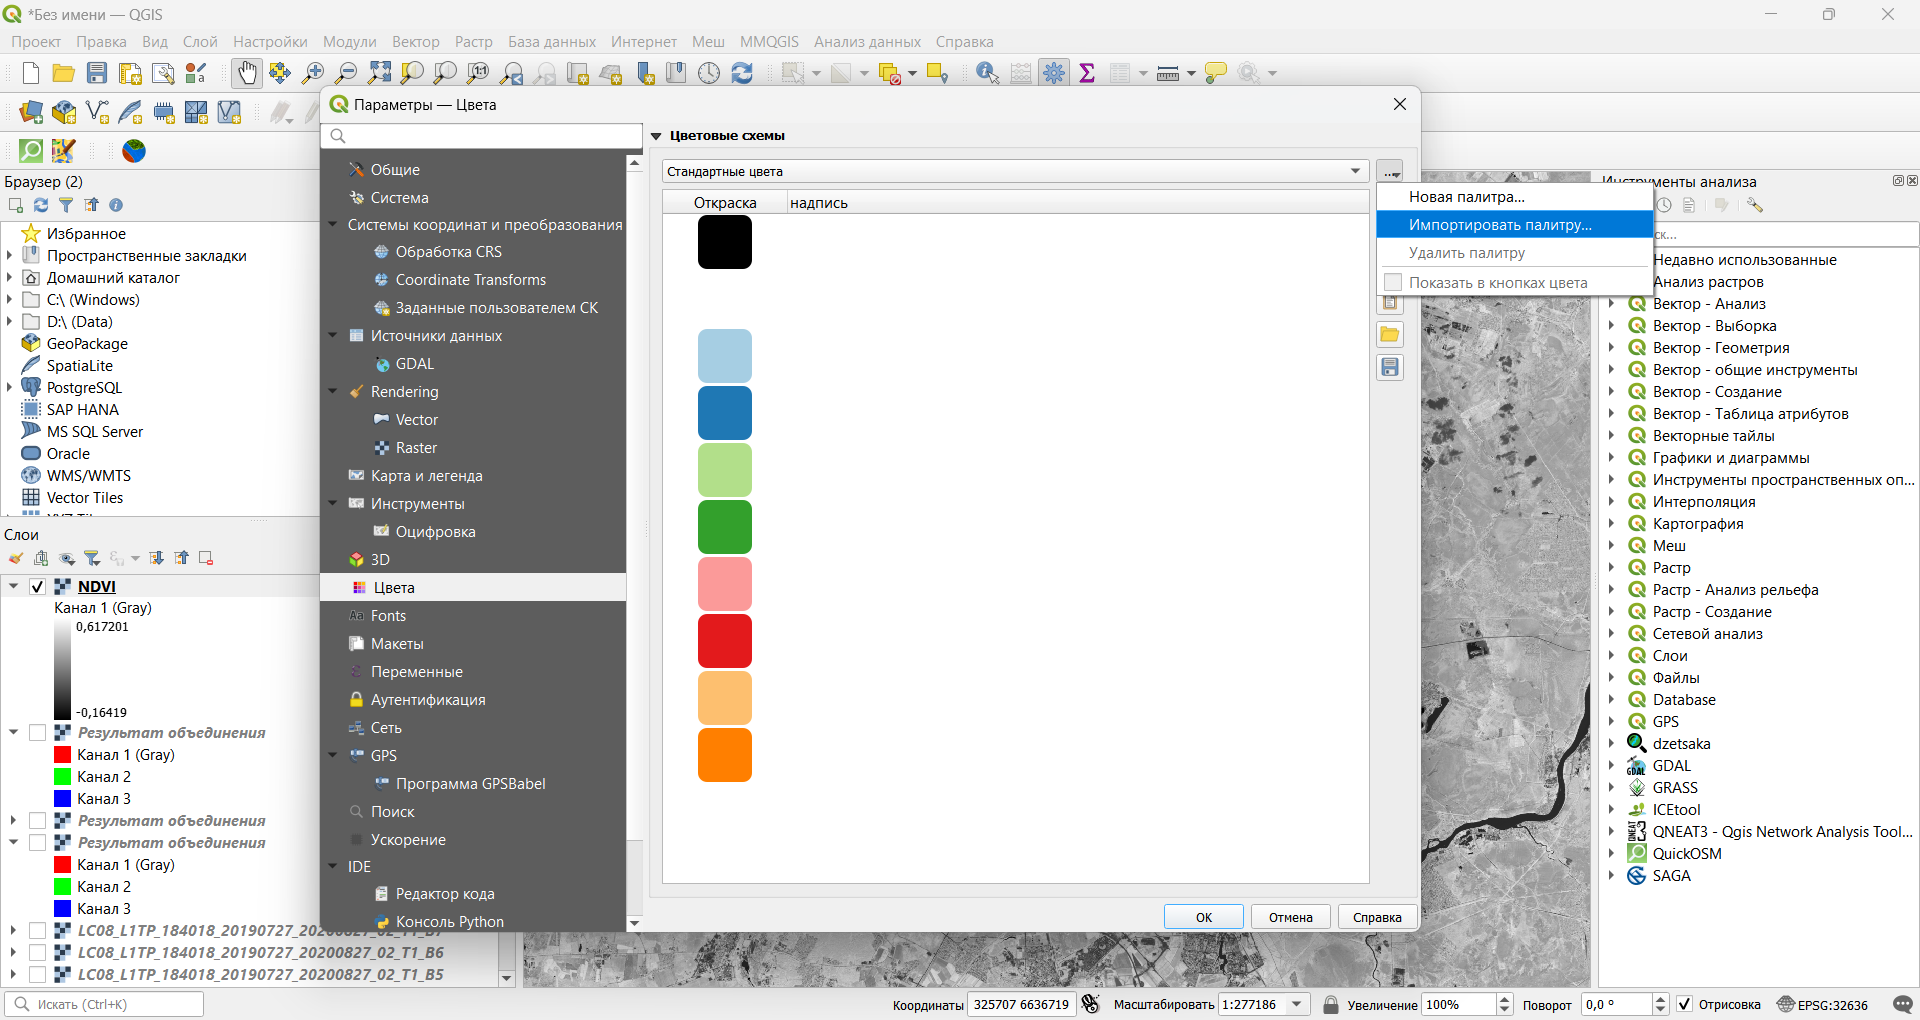 *Без имени — QGIS
Проект Правка Вид Слой Настройки Модули Вектор Растр База данных Интернет Меш MMQGIS Анализ данных Справка
Браузер (2)
Избранное
Пространственные закладки
Домашний каталог
C:\ (Windows)
D:\ (Data)
GeoPackage
SpatiaLite
PostgreSQL
SAP HANA
MS SQL Server
Oracle
WMS/WMTS
Vector Tiles
Слои
NDVI
Канал 1 (Gray)
0,617201
-0,16419
Результат объединения
Канал 1 (Gray)
Канал 2
Канал 3
Результат объединения
Результат объединения
Канал 1 (Gray)
Канал 2
Канал 3
LC08_L1TP_184018_20190727_20200827_02_T1_B7
LC08_L1TP_184018_20190727_20200827_02_T1_B6
LC08_L1TP_184018_20190727_20200827_02_T1_B5
Параметры — Цвета
Общие
Система
Системы координат и преобразования
Обработка CRS
Coordinate Transforms
Заданные пользователем СК
Источники данных
GDAL
Rendering
Vector
Raster
Карта и легенда
Инструменты
Оцифровка
3D
Цвета
Fonts
Макеты
Переменные
Аутентификация
Сеть
GPS
Программа GPSBabel
Поиск
Ускорение
IDE
Редактор кода
Консоль Python
Цветовые схемы
Стандартные цвета
...
Откраска надпись
Новая палитра...
Импортировать палитру...
Удалить палитру
Показать в кнопках цвета
OK Отмена Справка
Инструменты анализа
ск...
Недавно использованные
Анализ растров
Вектор - Анализ
Вектор - Выборка
Вектор - Геометрия
Вектор - общие инструменты
Вектор - Создание
Вектор - Таблица атрибутов
Векторные тайлы
Графики и диаграммы
Инструменты пространственных оп...
Интерполяция
Картография
Меш
Растр
Растр - Анализ рельефа
Растр - Создание
Сетевой анализ
Слои
Файлы
Database
GPS
dzetsaka
GDAL
GRASS
ICEtool
QNEAT3 - Qgis Network Analysis Tool...
QuickOSM
SAGA
Искать (Ctrl+K) Координаты 325707 6636719 Масштабировать 1:277186 Увеличение 100% Поворот 0,0 ° Отрисовка EPSG:32636